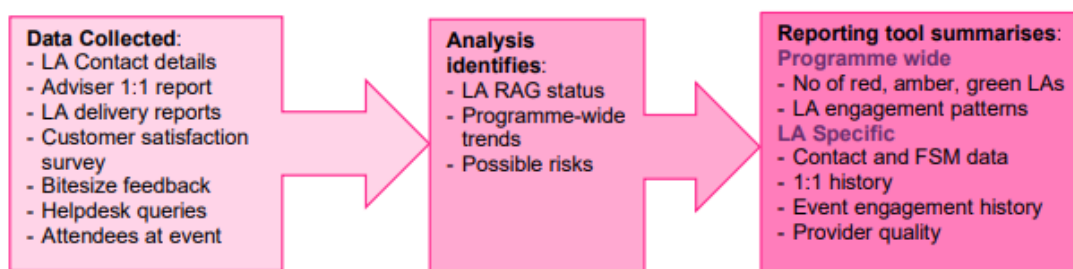 Data Collected:
- LA Contact details
- Adviser 1:1 report
- LA delivery reports
- Customer satisfaction
survey
- Bitesize feedback
- Helpdesk queries
- Attendees at event
Analysis
identifies:
- LA RAG status
- Programme-wide
trends
- Possible risks
Reporting tool summarises:
Programme wide
- No of red, amber, green LAs
- LA engagement patterns
LA Specific
- Contact and FSM data
- 1:1 history
- Event engagement history
- Provider quality